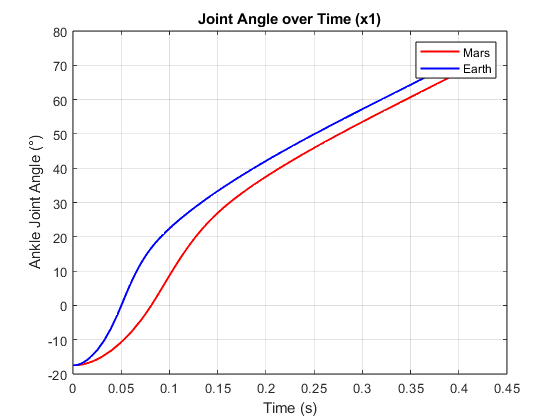 Joint Angle over Time (x1)
Mars
Earth
80
70
60
50
40
30
20
10
0
-10
-20
Ankle Joint Angle (°)
0 0.05 0.1 0.15 0.2 0.25 0.3 0.35 0.4 0.45
Time (s)